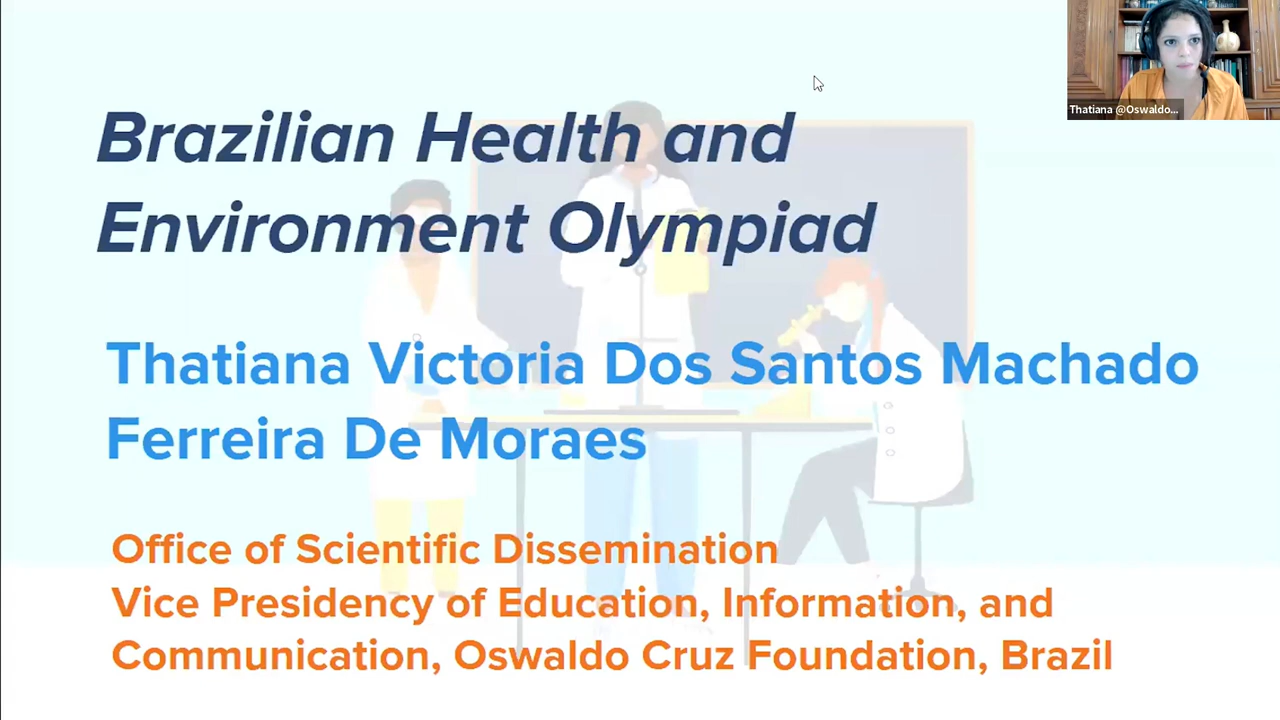 Thatiana @Oswaldo...
Brazilian Health and
Environment Olympiad
Thatiana Victoria Dos Santos Machado
Ferreira De Moraes
Office of Scientific Dissemination
Vice Presidency of Education, Information, and
Communication, Oswaldo Cruz Foundation, Brazil